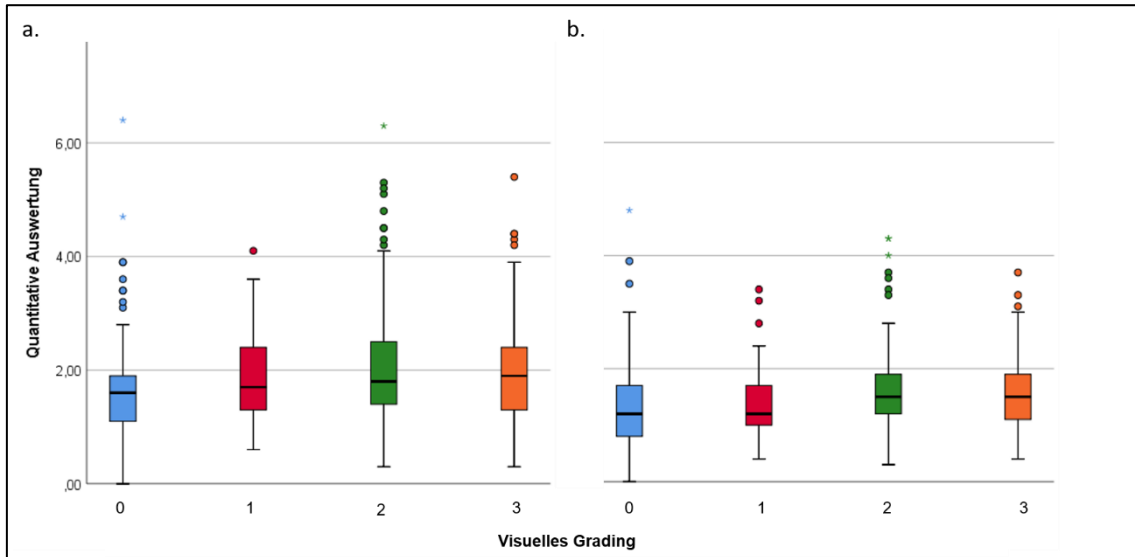 a.
b.
Quantitative Auswertung
6,00
4,00
2,00
,00
0 1 2 3
0 1 2 3
Visuelles Grading